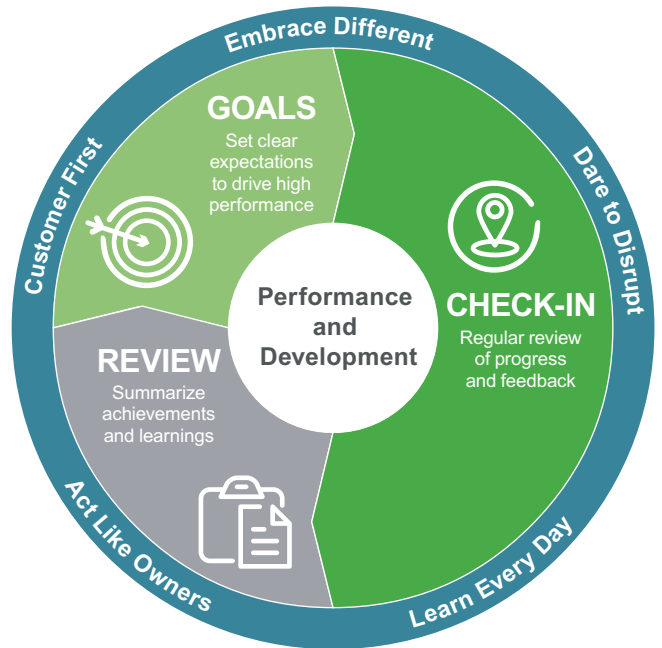 Embrace Different
Dare to Disrupt
Learn Every Day
Act Like Owners
Customer First
GOALS
Set clear
expectations
to drive high
performance
CHECK-IN
Regular review
of progress
and feedback
REVIEW
Summarize
achievements
and learnings
Performance
and
Development